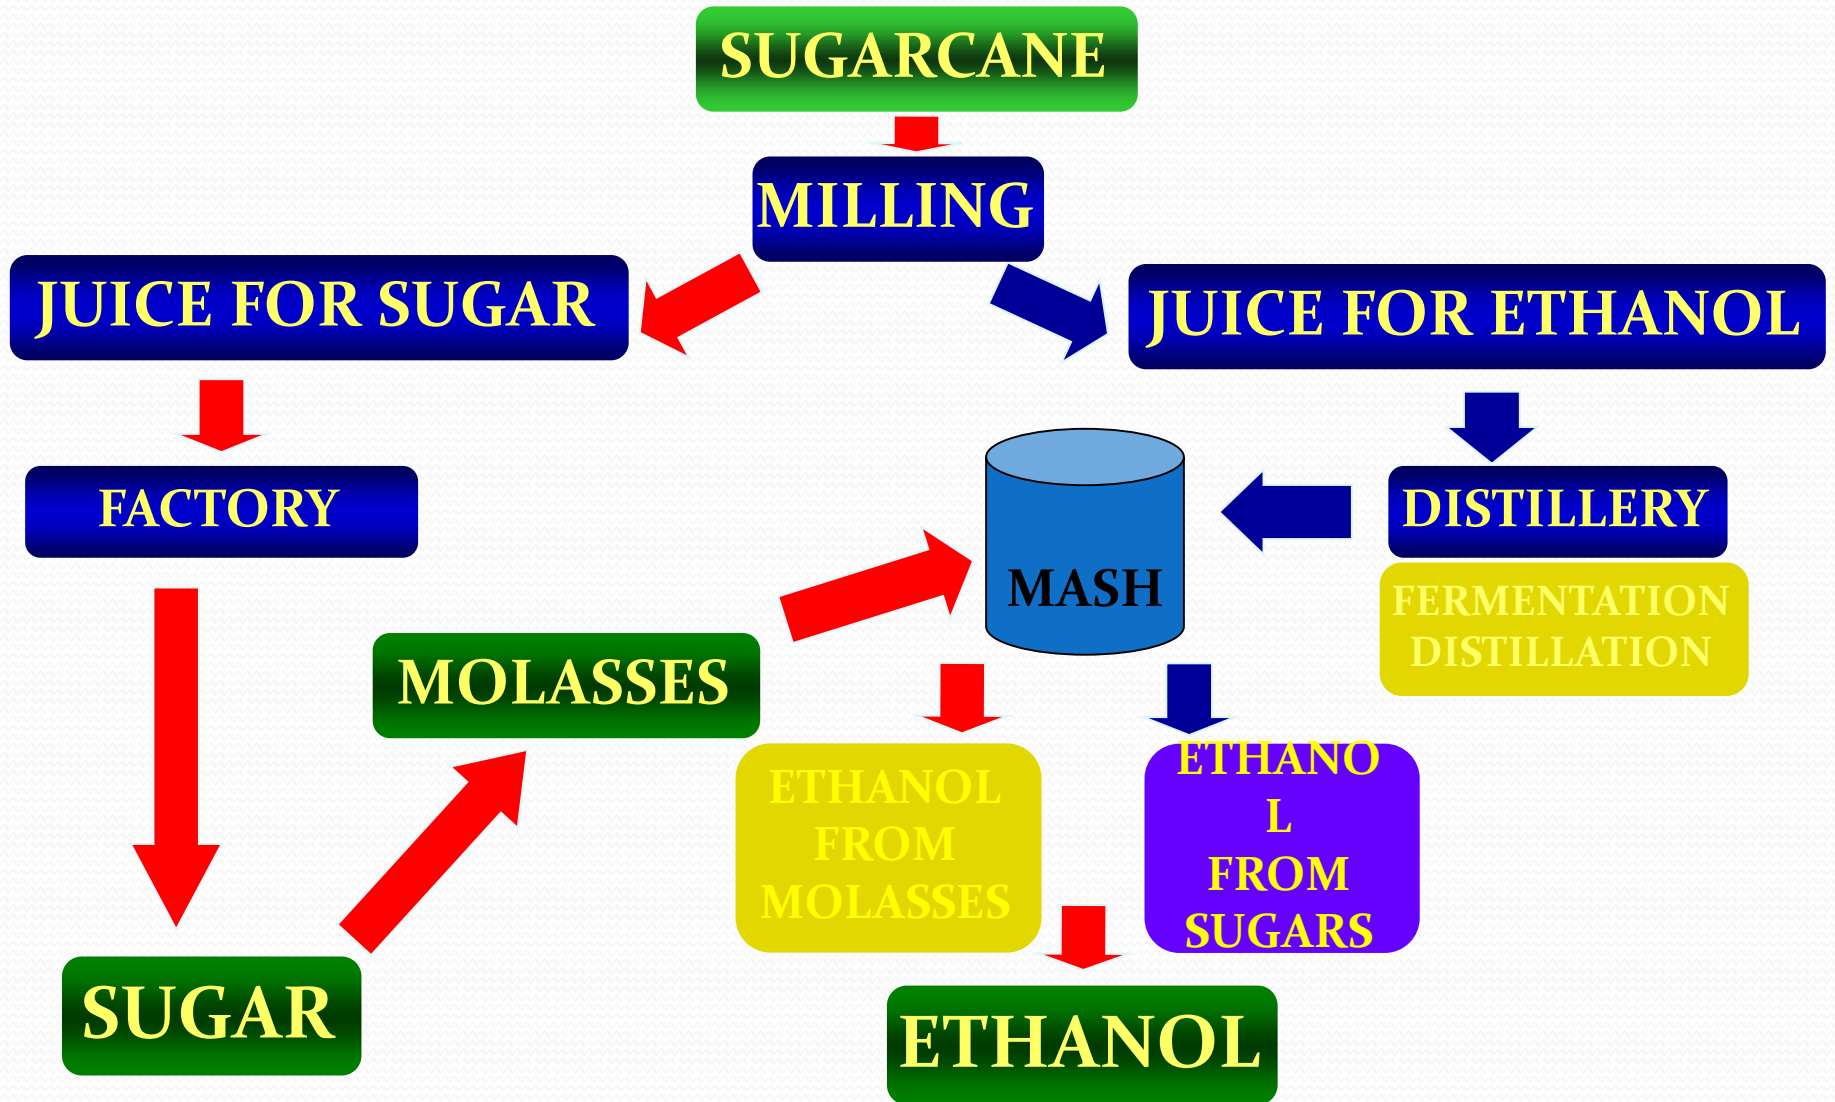 SUGARCANE
MILLING
JUICE FOR SUGAR
JUICE FOR ETHANOL
FACTORY
MASH
DISTILLERY
FERMENTATION
DISTILLATION
MOLASSES
ETHANOL
FROM
MOLASSES
ETHANO
L
FROM
SUGARS
SUGAR
ETHANOL